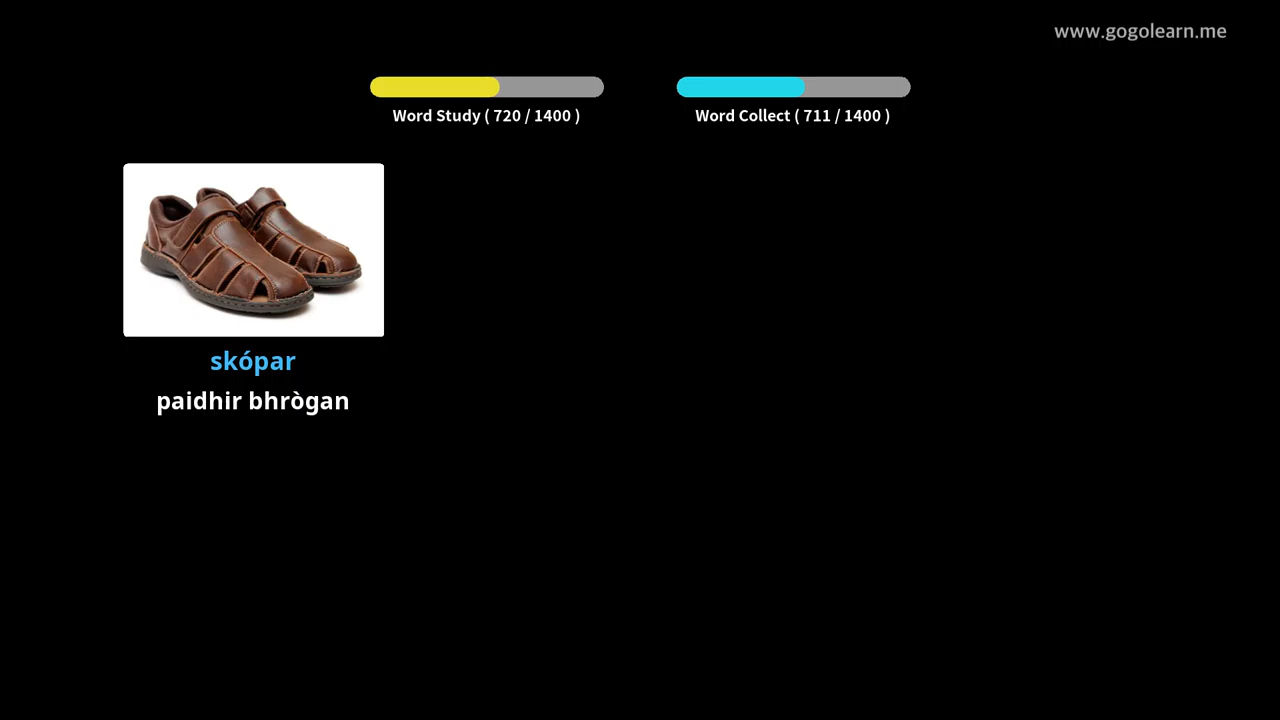 www.gogolearn.me
Word Study ( 720 / 1400 )
Word Collect ( 711 / 1400 )
skópar
paidhir bhrògan